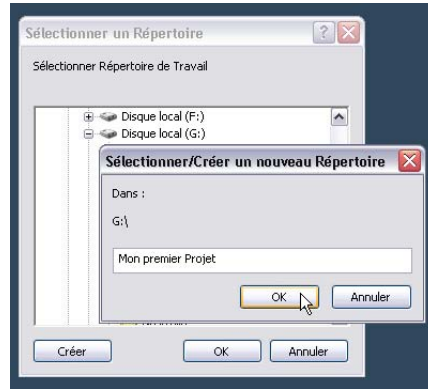 Sélectionner un Répertoire
Sélectionner Répertoire de Travail
Disque local (F:)
Disque local (G:)
Sélectionner/Créer un nouveau Répertoire
Dans :
G:\
Mon premier Projet
OK
Annuler
Créer
OK
Annuler